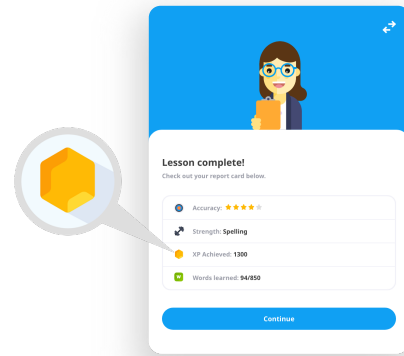 Lesson complete!
Check out your report card below.
Accuracy:
Strength: Spelling
XP Achieved: 1300
W
Words learned: 94/850
Continue